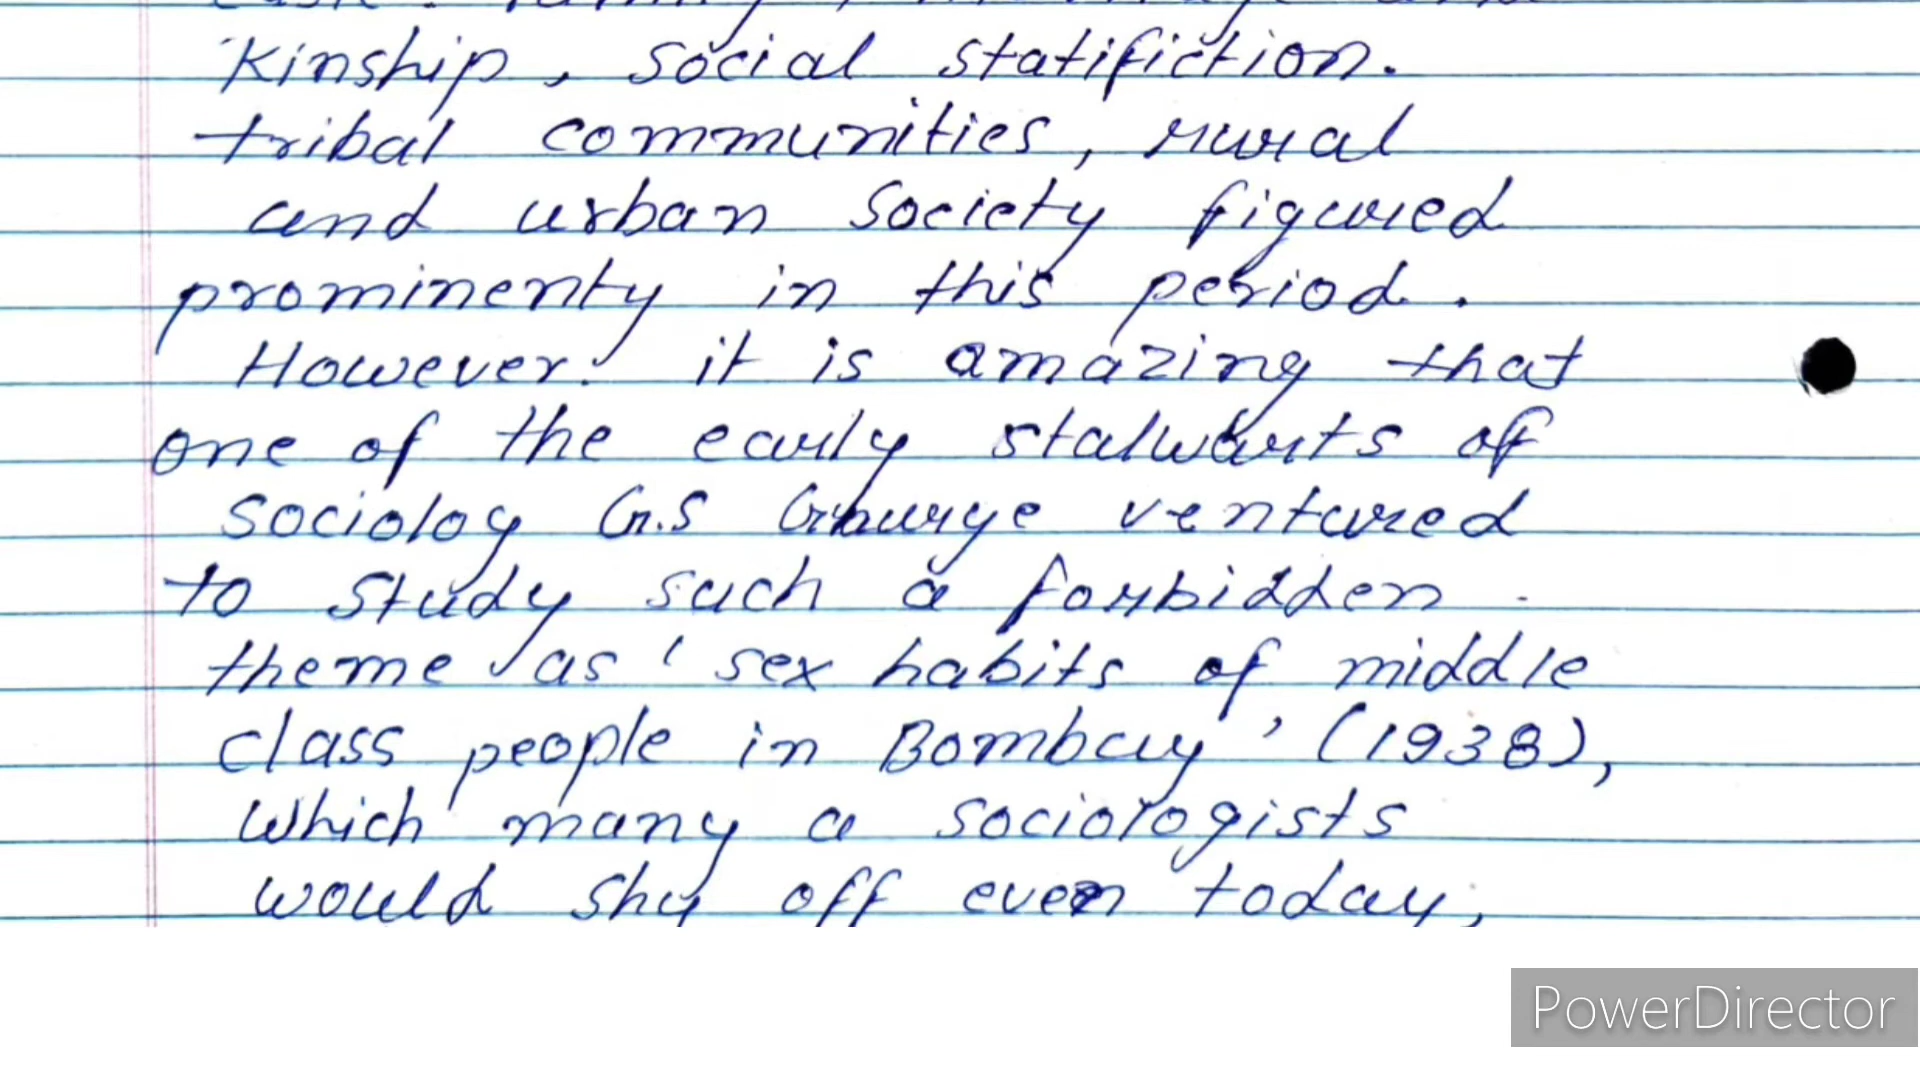 Kinship, social statifiction.
tribal communities, rural
and urban society figured
prominenty in this period.
However. it is amazing that
one of the early stalwarts of
Socioloy G.S Ghurye ventured
to study such a forbidden
theme as ' sex habits of middle
class people in Bombay' (1938),
which many a sociologists
would shy off even today,
PowerDirector